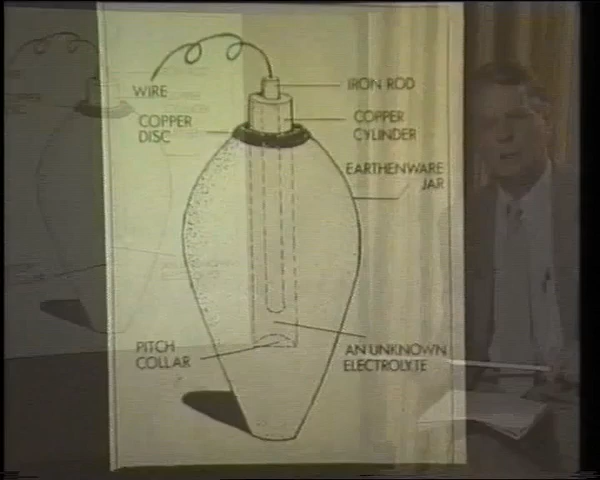 WIRE
COPPER
DISC
IRON ROD
COPPER
CYLINDER
EARTHENWARE
JAR
PITCH
COLLAR
AN UNKNOWN
ELECTROLYTE